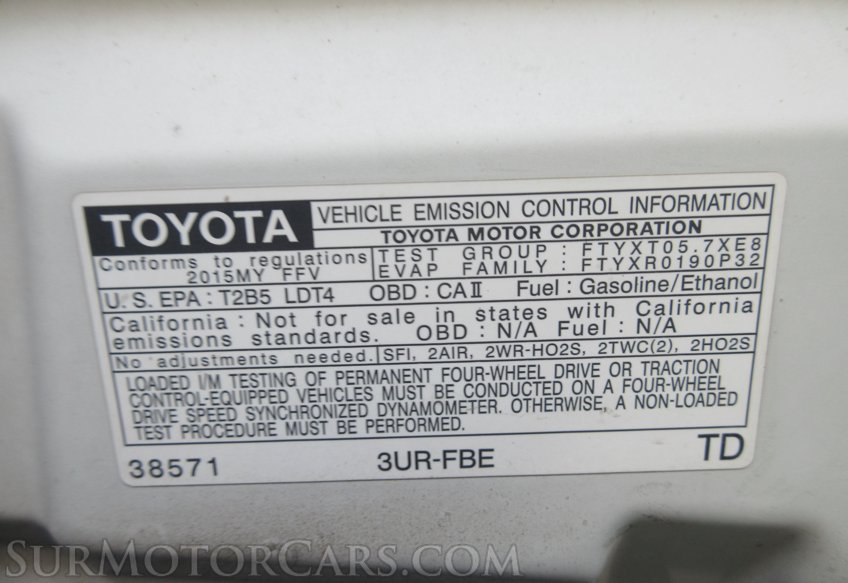 TOYOTA VEHICLE EMISSION CONTROL INFORMATION
TOYOTA MOTOR CORPORATION
Conforms to regulations
2015MY FFV
TEST GROUP : FTYXT05.7XE8
EVAP FAMILY : FTYXR0190P32
U.S. EPA : T2B5 LDT4 OBD : CAⅡ Fuel : Gasoline/Ethanol
California : Not for sale in states with California
emissions standards. OBD : N/A Fuel : N/A
No adjustments needed. SFI, 2AIR, 2WR-HO2S, 2TWC(2), 2HO2S
LOADED I/M TESTING OF PERMANENT FOUR-WHEEL DRIVE OR TRACTION
CONTROL-EQUIPPED VEHICLES MUST BE CONDUCTED ON A FOUR-WHEEL
DRIVE SPEED SYNCHRONIZED DYNAMOMETER. OTHERWISE, A NON-LOADED
TEST PROCEDURE MUST BE PERFORMED.
38571 3UR-FBE TD
SURMOTORCARS.COM